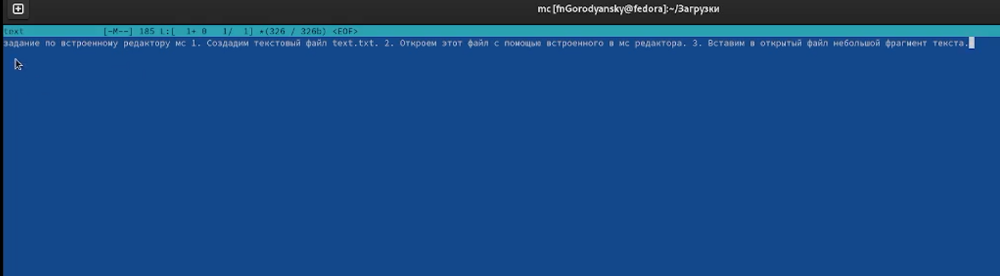 mc [fnGorodyansky@fedora]:~/Загрузки
text [-M--] 185 L:[ 1+ 0 1/ 1] *(326 / 326b) <EOF>
задание по встроенному редактору mc 1. Создадим текстовый файл text.txt. 2. Откроем этот файл с помощью встроенного в mc редактора. 3. Вставим в открытый файл небольшой фрагмент текста.